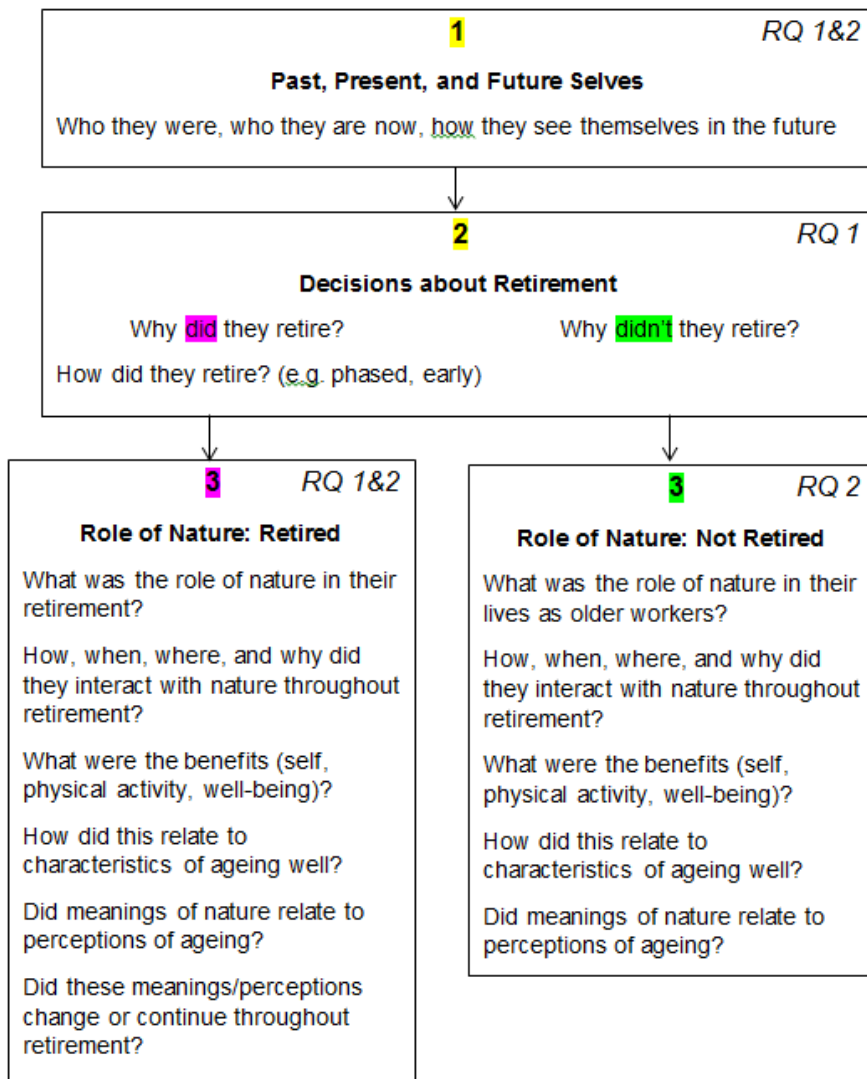 1 RQ 1&2
Past, Present, and Future Selves
Who they were, who they are now, how they see themselves in the future
2 RQ 1
Decisions about Retirement
Why did they retire? Why didn't they retire?
How did they retire? (e.g. phased, early)
3 RQ 1&2
Role of Nature: Retired
What was the role of nature in their
retirement?
How, when, where, and why did
they interact with nature throughout
retirement?
What were the benefits (self,
physical activity, well-being)?
How did this relate to
characteristics of ageing well?
Did meanings of nature relate to
perceptions of ageing?
Did these meanings/perceptions
change or continue throughout
retirement?
3 RQ 2
Role of Nature: Not Retired
What was the role of nature in their
lives as older workers?
How, when, where, and why did
they interact with nature throughout
retirement?
What were the benefits (self,
physical activity, well-being)?
How did this relate to
characteristics of ageing well?
Did meanings of nature relate to
perceptions of ageing?